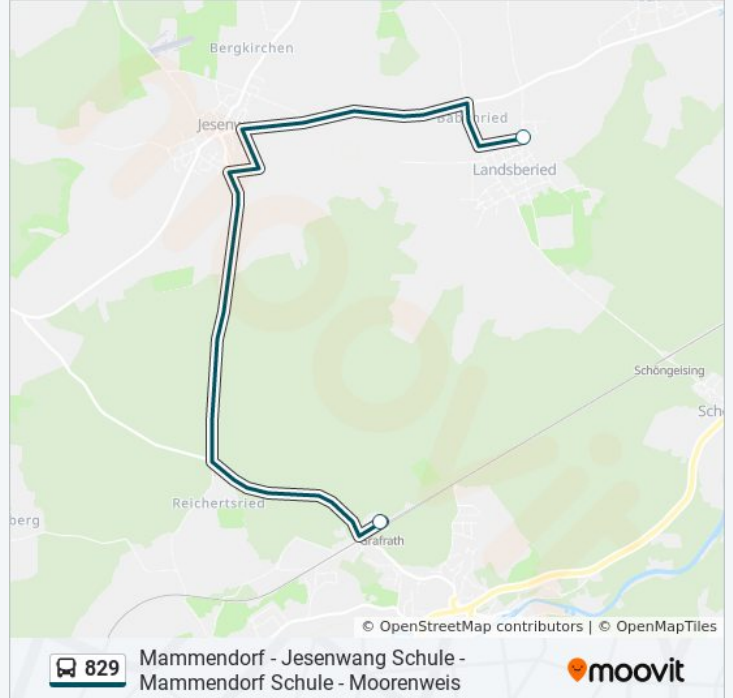 Bergkirchen
Jesenw
Babenried
Landsberied
Schöngeising
Sch
Reichertsried
berg
Grafrath
© OpenStreetMap contributors | © OpenMapTiles
829
Mammendorf - Jesenwang Schule -
Mammendorf Schule - Moorenweis
moovit